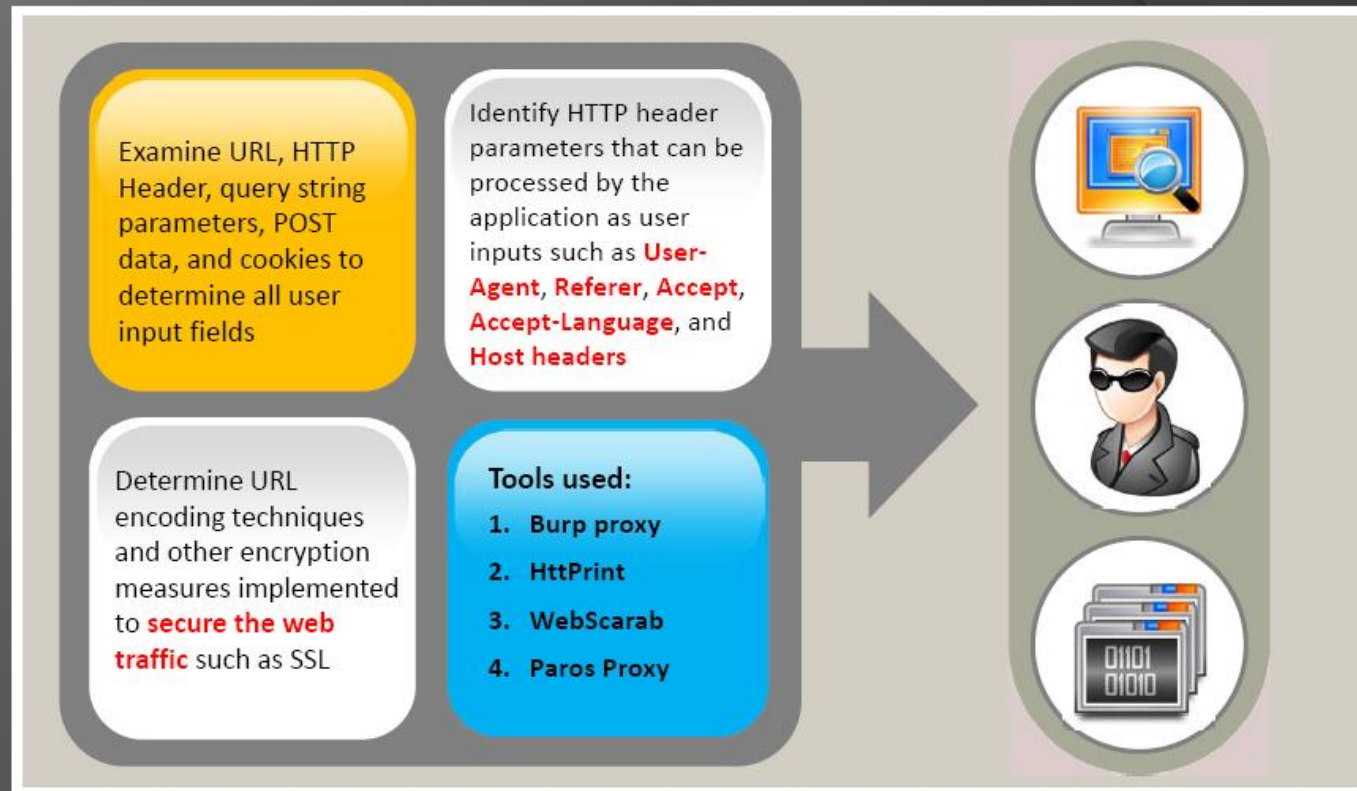 Examine URL, HTTP
Header, query string
parameters, POST
data, and cookies to
determine all user
input fields
Identify HTTP header
parameters that can be
processed by the
application as user
inputs such as User-
Agent, Referer, Accept,
Accept-Language, and
Host headers
Determine URL
encoding techniques
and other encryption
measures implemented
to secure the web
traffic such as SSL
Tools used:
1. Burp proxy
2. HttPrint
3. WebScarab
4. Paros Proxy
01101
01010